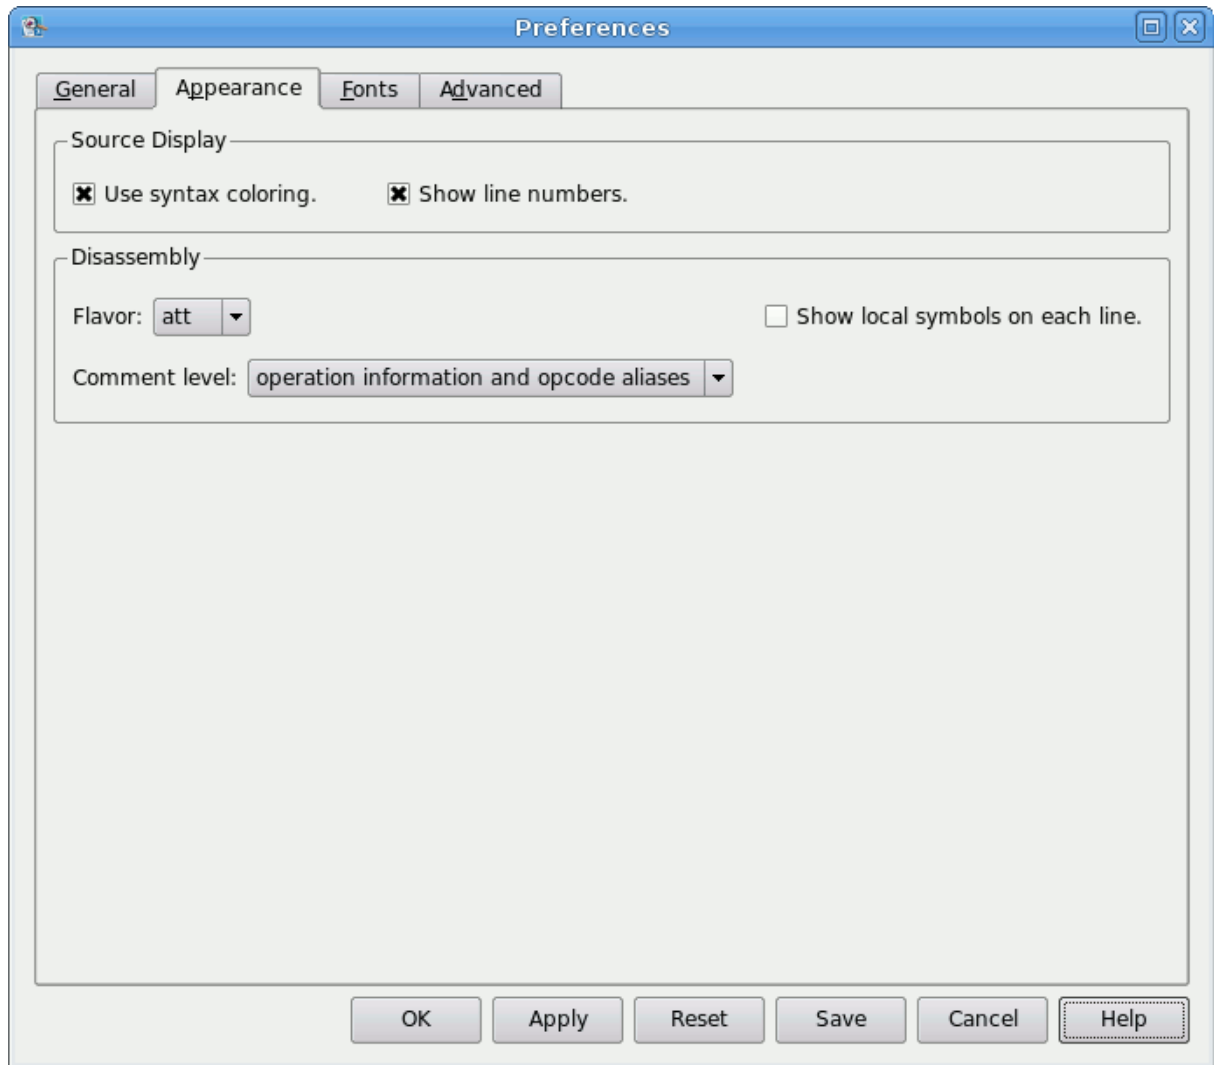 Preferences
General Appearance Fonts Advanced
Source Display
Use syntax coloring. Show line numbers.
Disassembly
Flavor: att Show local symbols on each line.
Comment level: operation information and opcode aliases
OK Apply Reset Save Cancel Help